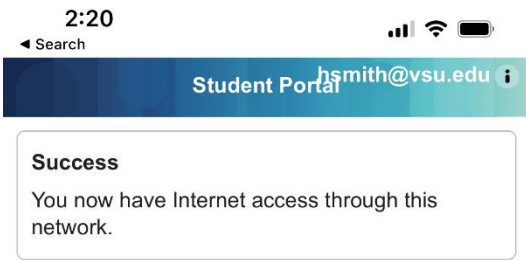 2:20
◀ Search
Student Portal
hsmith@vsu.edu i
Success
You now have Internet access through this
network.